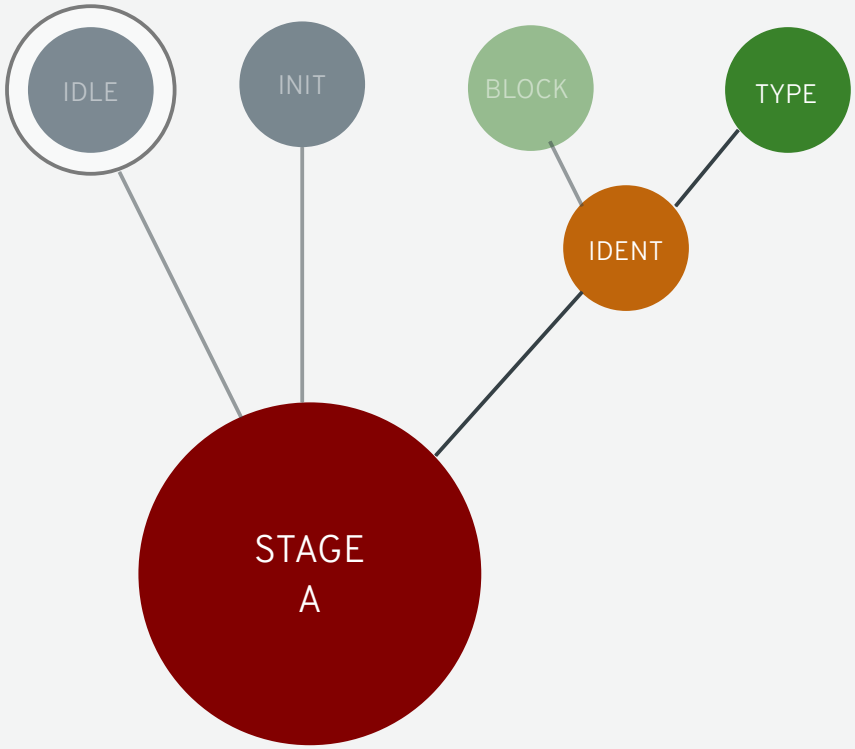 IDLE
INIT
BLOCK
TYPE
IDENT
STAGE
A